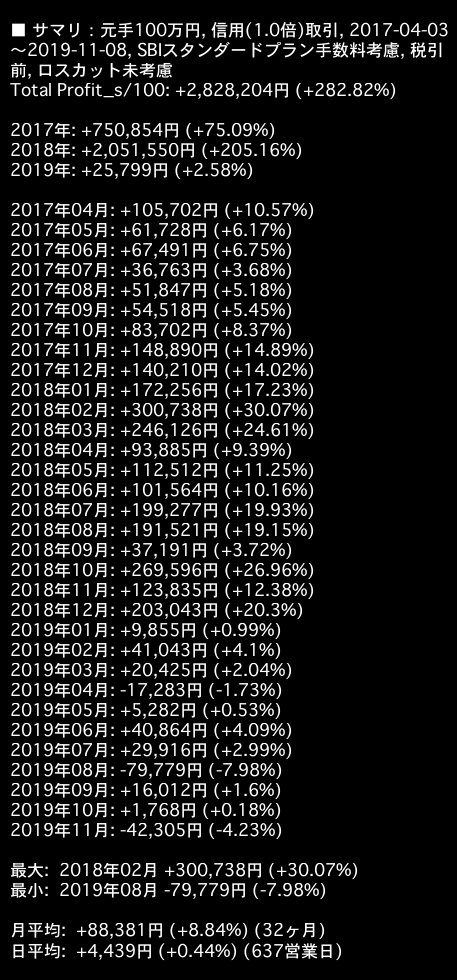 ■ サマリ：元手100万円, 信用(1.0倍)取引, 2017-04-03
～2019-11-08, SBIスタンダードプラン手数料考慮, 税引
前, ロスカット未考慮
Total Profit_s/100: +2,828,204円 (+282.82%)
2017年: +750,854円 (+75.09%)
2018年: +2,051,550円 (+205.16%)
2019年: +25,799円 (+2.58%)
2017年04月: +105,702円 (+10.57%)
2017年05月: +61,728円 (+6.17%)
2017年06月: +67,491円 (+6.75%)
2017年07月: +36,763円 (+3.68%)
2017年08月: +51,847円 (+5.18%)
2017年09月: +54,518円 (+5.45%)
2017年10月: +83,702円 (+8.37%)
2017年11月: +148,890円 (+14.89%)
2017年12月: +140,210円 (+14.02%)
2018年01月: +172,256円 (+17.23%)
2018年02月: +300,738円 (+30.07%)
2018年03月: +246,126円 (+24.61%)
2018年04月: +93,885円 (+9.39%)
2018年05月: +112,512円 (+11.25%)
2018年06月: +101,564円 (+10.16%)
2018年07月: +199,277円 (+19.93%)
2018年08月: +191,521円 (+19.15%)
2018年09月: +37,191円 (+3.72%)
2018年10月: +269,596円 (+26.96%)
2018年11月: +123,835円 (+12.38%)
2018年12月: +203,043円 (+20.3%)
2019年01月: +9,855円 (+0.99%)
2019年02月: +41,043円 (+4.1%)
2019年03月: +20,425円 (+2.04%)
2019年04月: -17,283円 (-1.73%)
2019年05月: +5,282円 (+0.53%)
2019年06月: +40,864円 (+4.09%)
2019年07月: +29,916円 (+2.99%)
2019年08月: -79,779円 (-7.98%)
2019年09月: +16,012円 (+1.6%)
2019年10月: +1,768円 (+0.18%)
2019年11月: -42,305円 (-4.23%)
最大: 2018年02月 +300,738円 (+30.07%)
最小: 2019年08月 -79,779円 (-7.98%)
月平均: +88,381円 (+8.84%) (32ヶ月)
日平均: +4,439円 (+0.44%) (637営業日)